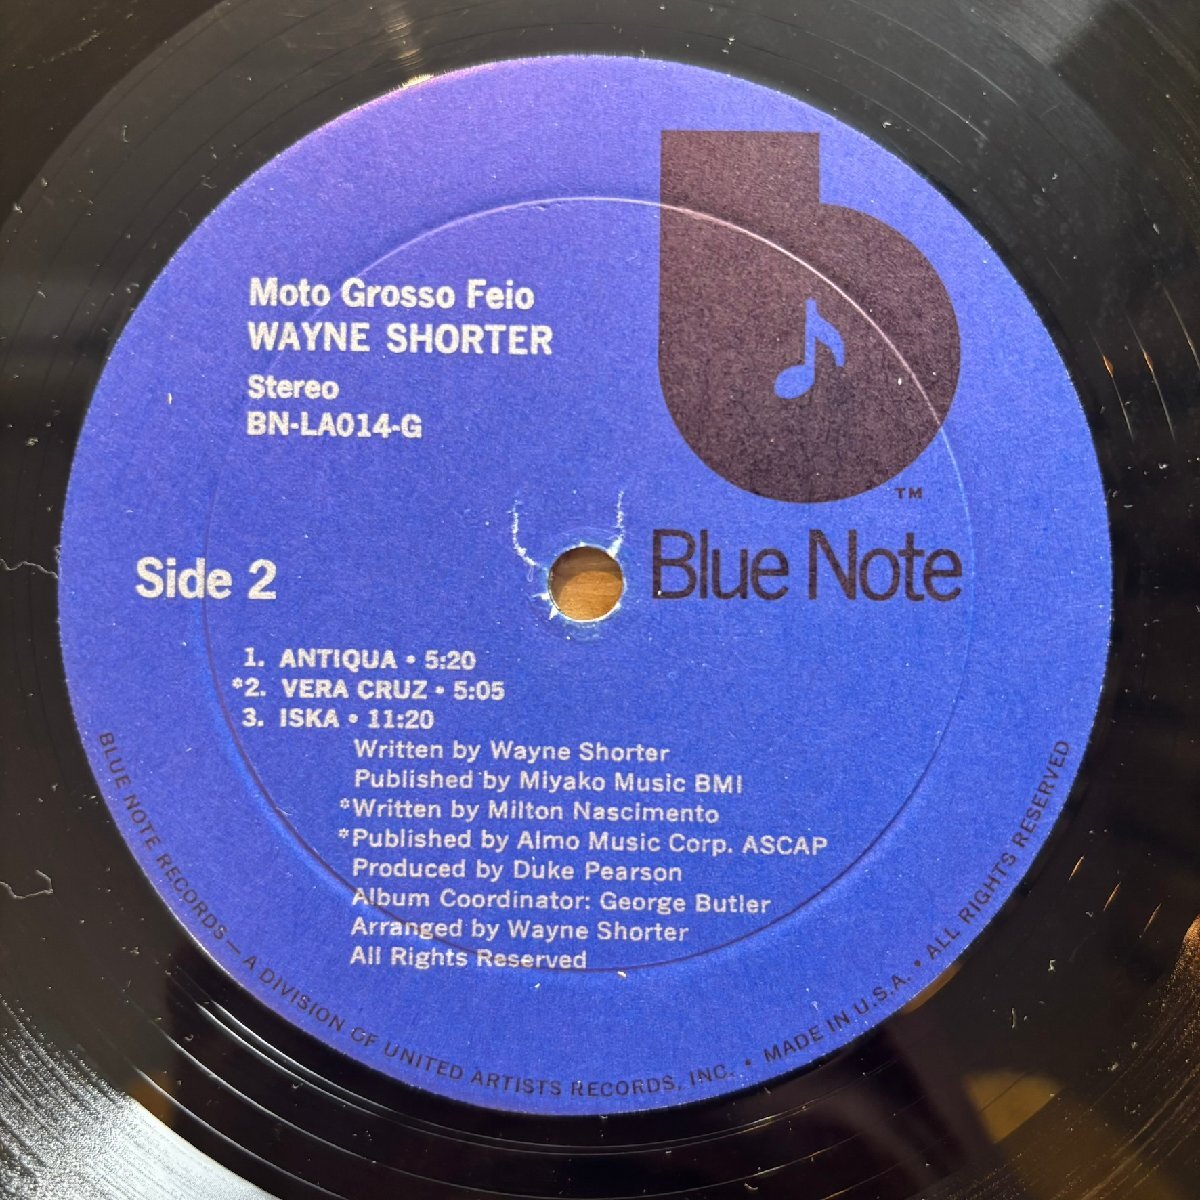 Moto Grosso Feio
WAYNE SHORTER
Stereo
BN-LA014-G
TM
Blue Note
Side 2
1. ANTIQUA • 5:20
*2. VERA CRUZ • 5:05
3. ISKA • 11:20
Written by Wayne Shorter
Published by Miyako Music BMI
*Written by Milton Nascimento
*Published by Almo Music Corp. ASCAP
Produced by Duke Pearson
Album Coordinator: George Butler
Arranged by Wayne Shorter
All Rights Reserved
BLUE NOTE RECORDS — A DIVISION OF UNITED ARTISTS RECORDS, INC. • MADE IN U.S.A. • ALL RIGHTS RESERVED